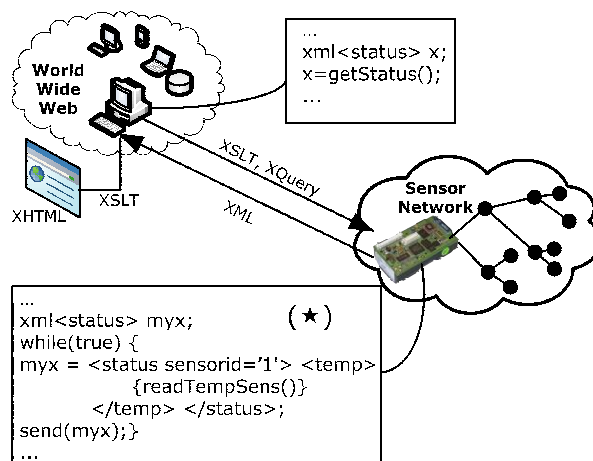 ...
xml<status> x;
x=getStatus();
...
World
Wide
Web
XSLT, XQuery
XML
XHTML
XSLT
Sensor
Network
...
xml<status> myx;
(★)
while(true) {
myx = <status sensorid='1'> <temp>
{readTempSens()}
</temp> </status>;
send(myx);}
...